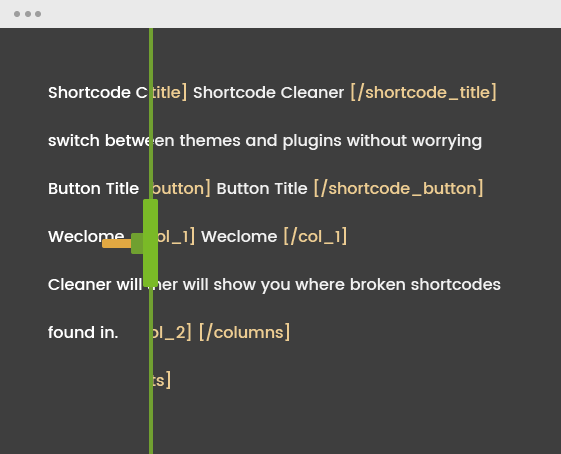 Shortcode C title] Shortcode Cleaner [/shortcode_title]
switch between themes and plugins without worrying
Button Title button] Button Title [/shortcode_button]
Weclome ol_1] Weclome [/col_1]
Cleaner will ner will show you where broken shortcodes
found in. ol_2] [/columns]
ts]